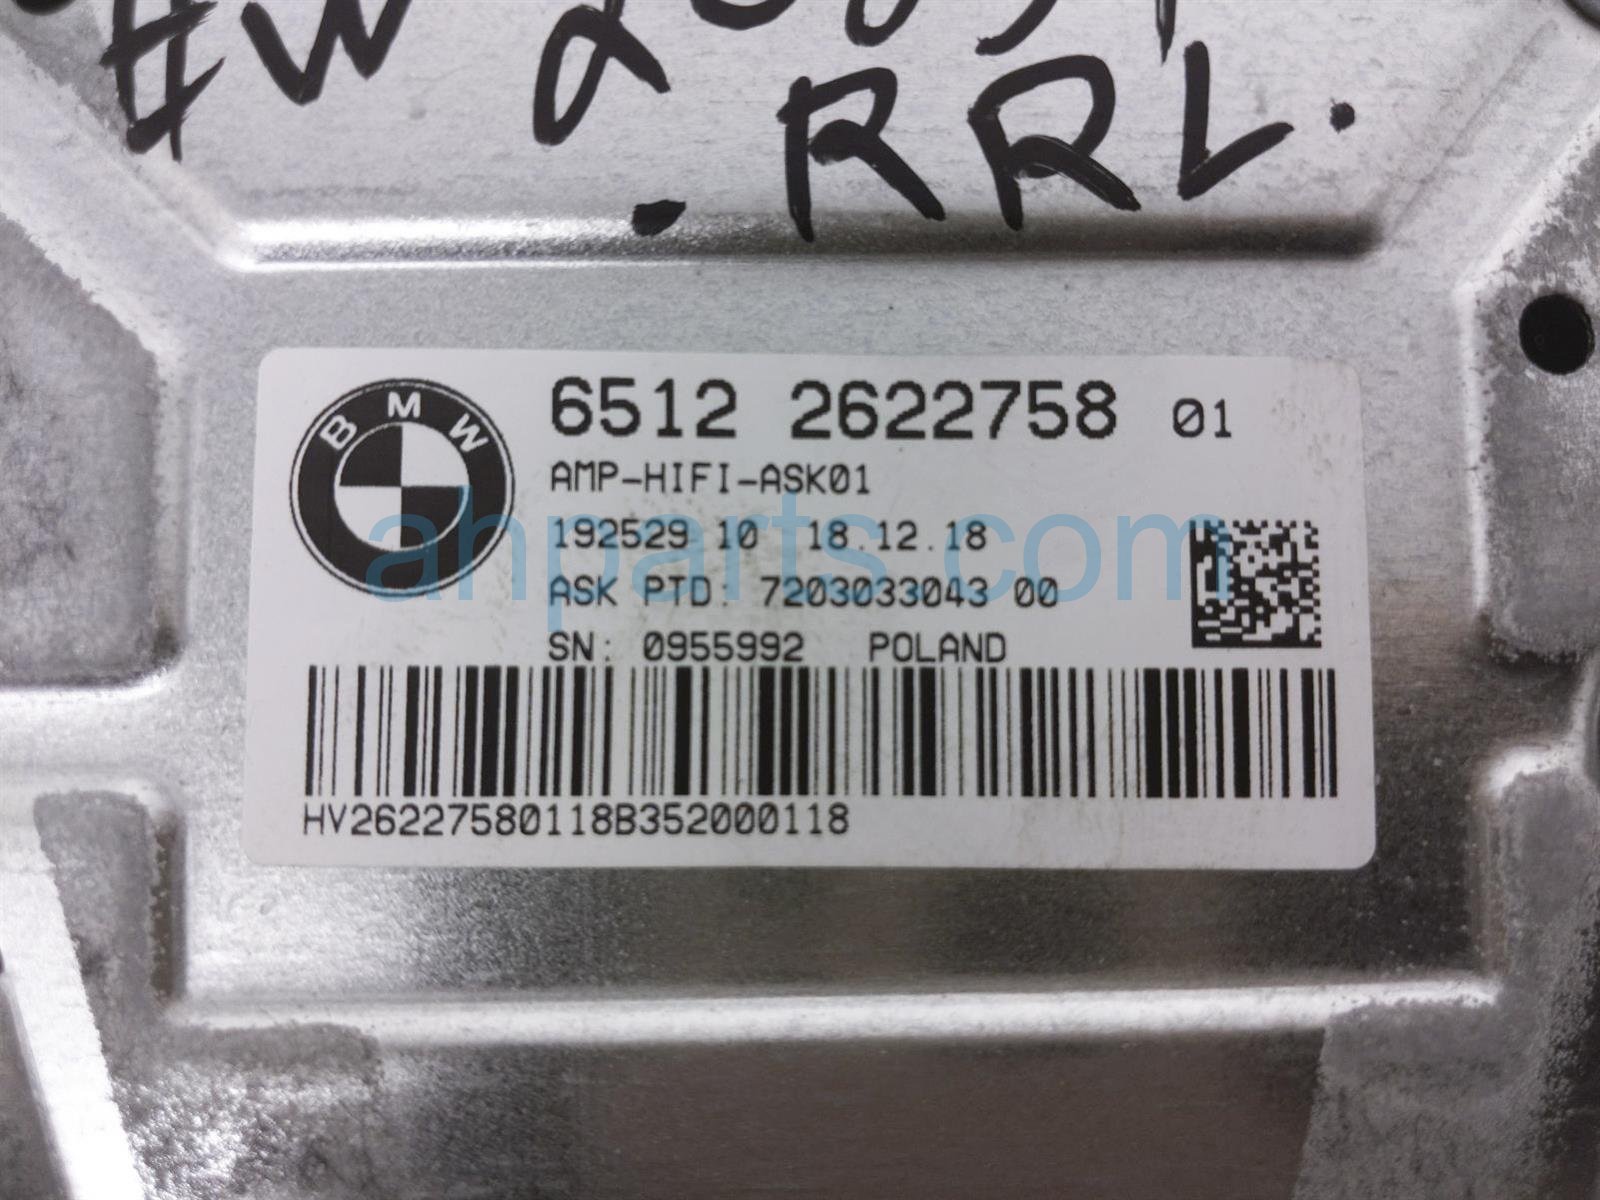 RRL.
BMW
6512 2622758 01
AMP-HIFI-ASK01
192529 10 18.12.18
ASK PTD: 7203033043 00
SN: 0955992 POLAND
HV26227580118B352000118
ahparts.com